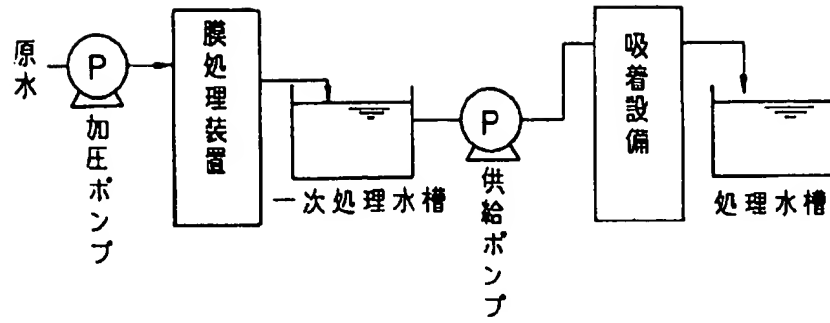 原水
P
加圧ポンプ
膜処理装置
一次処理水槽
P
供給ポンプ
吸着設備
処理水槽